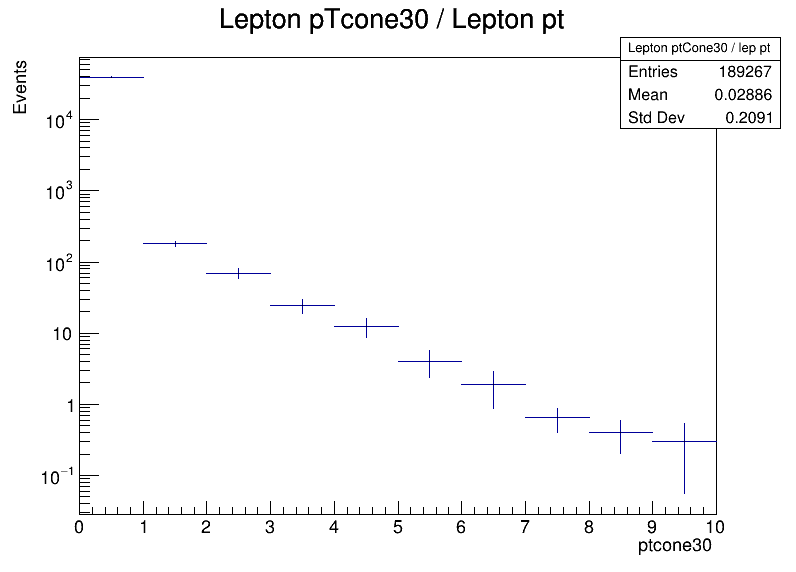 Lepton pTcone30 / Lepton pt
Lepton ptCone30 / lep pt
Entries 189267
Mean 0.02886
Std Dev 0.2091
Events
10^4
10^3
10^2
10
1
10^−1
0 1 2 3 4 5 6 7 8 9 10
ptcone30